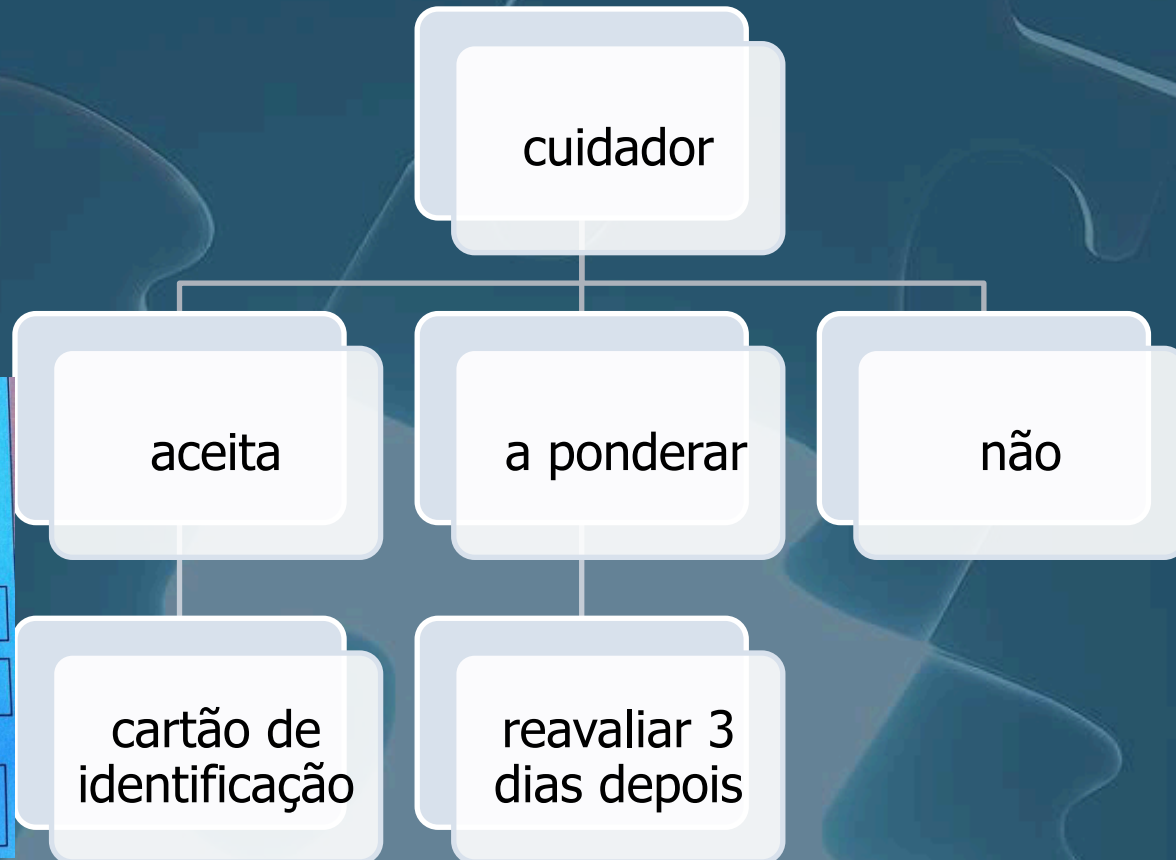 cuidador
aceita
a ponderar
não
cartão de
identificação
reavaliar 3
dias depois